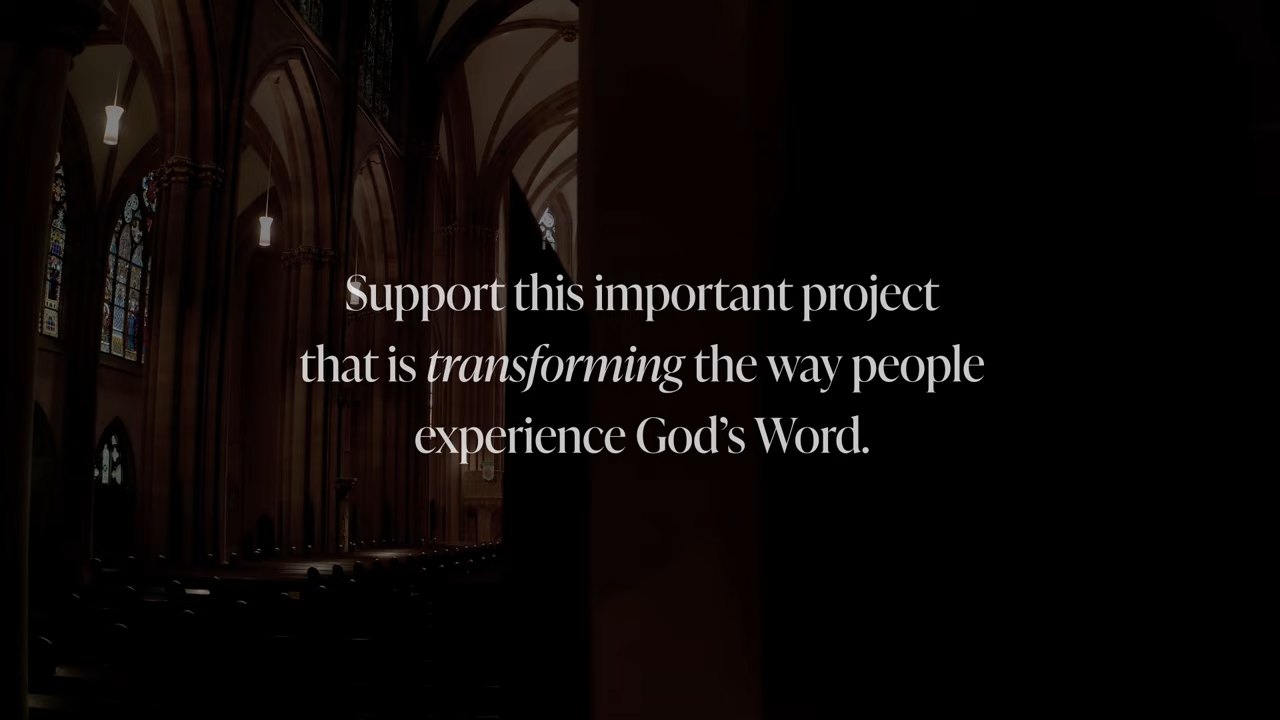 Support this important project
that is transforming the way people
experience God’s Word.